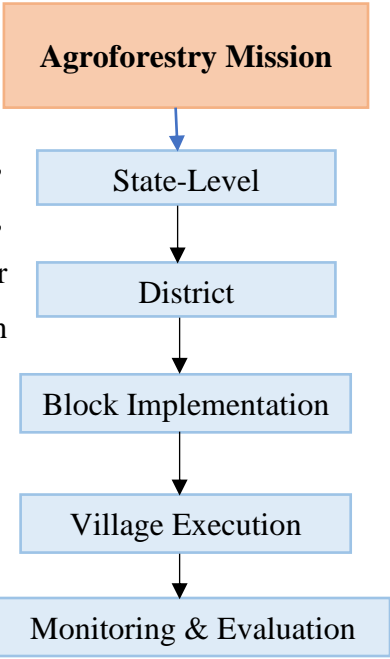 Agroforestry Mission
State-Level
District
Block Implementation
Village Execution
Monitoring & Evaluation